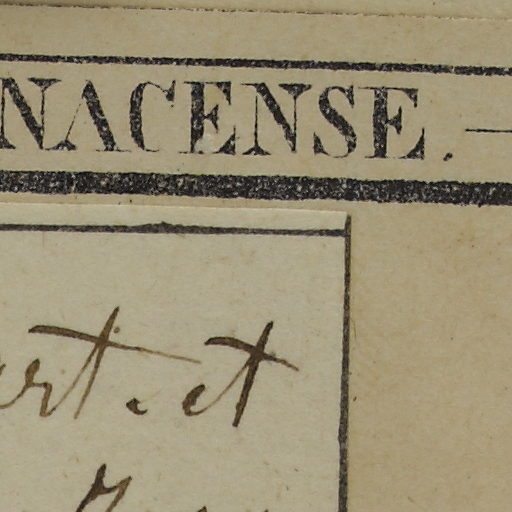 NACENSE. —
ert. et